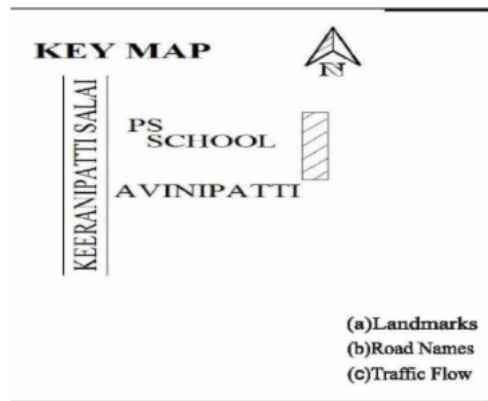 KEY MAP
N
KEERANIPATTI SALAI
PS
SCHOOL
AVINIPATTI
(a)Landmarks
(b)Road Names
(c)Traffic Flow